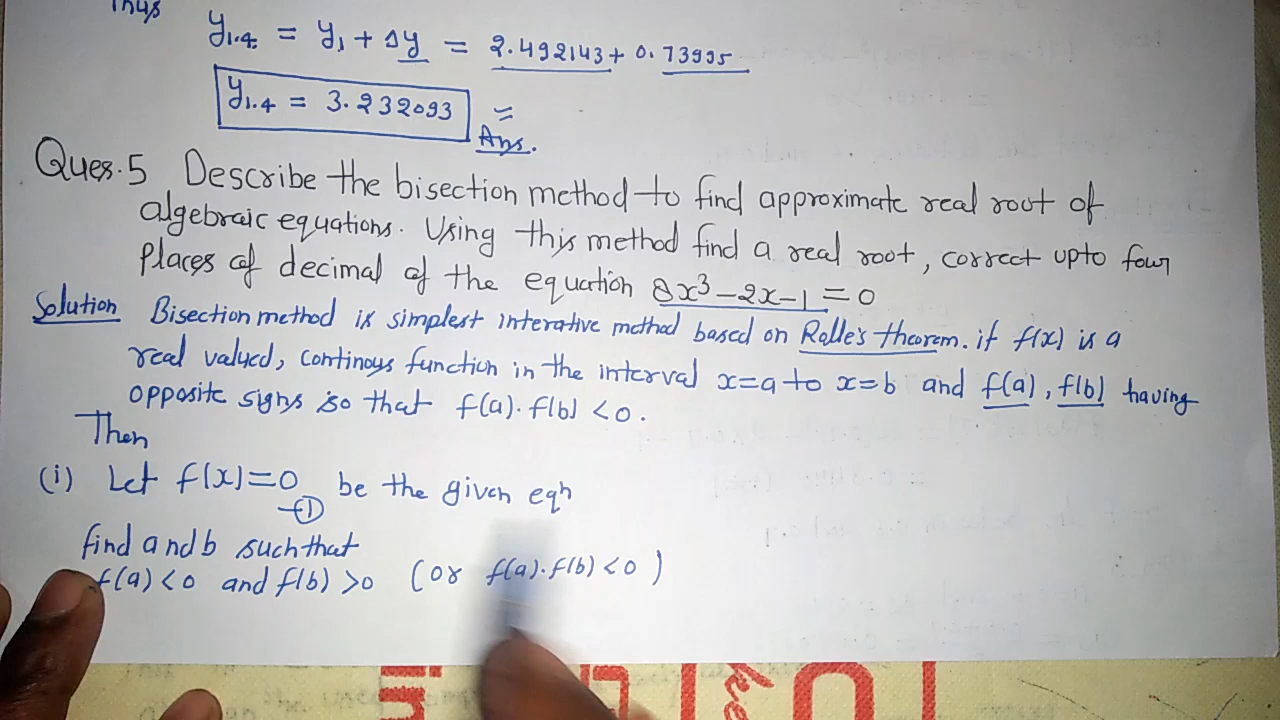 Thus
y1.4 = y1 + Δy = 2.492143 + 0.73995
y1.4 = 3.232093
Ans.
Ques.5 Describe the bisection method to find approximate real root of
algebraic equations. Using this method find a real root, correct upto four
Places of decimal of the equation 8x³-2x-1=0
Solution Bisection method is simplest interative method based on Rolle's theorem. if f(x) is a
real valued, continoys function in the interval x=a to x=b and f(a), f(b) having
opposite signs so that f(a).f(b)<0.
Then
(i) Let f(x)=0 be the given eqn
①
find a and b such that
f(a)<0 and f(b)>0 (or f(a).f(b)<0)